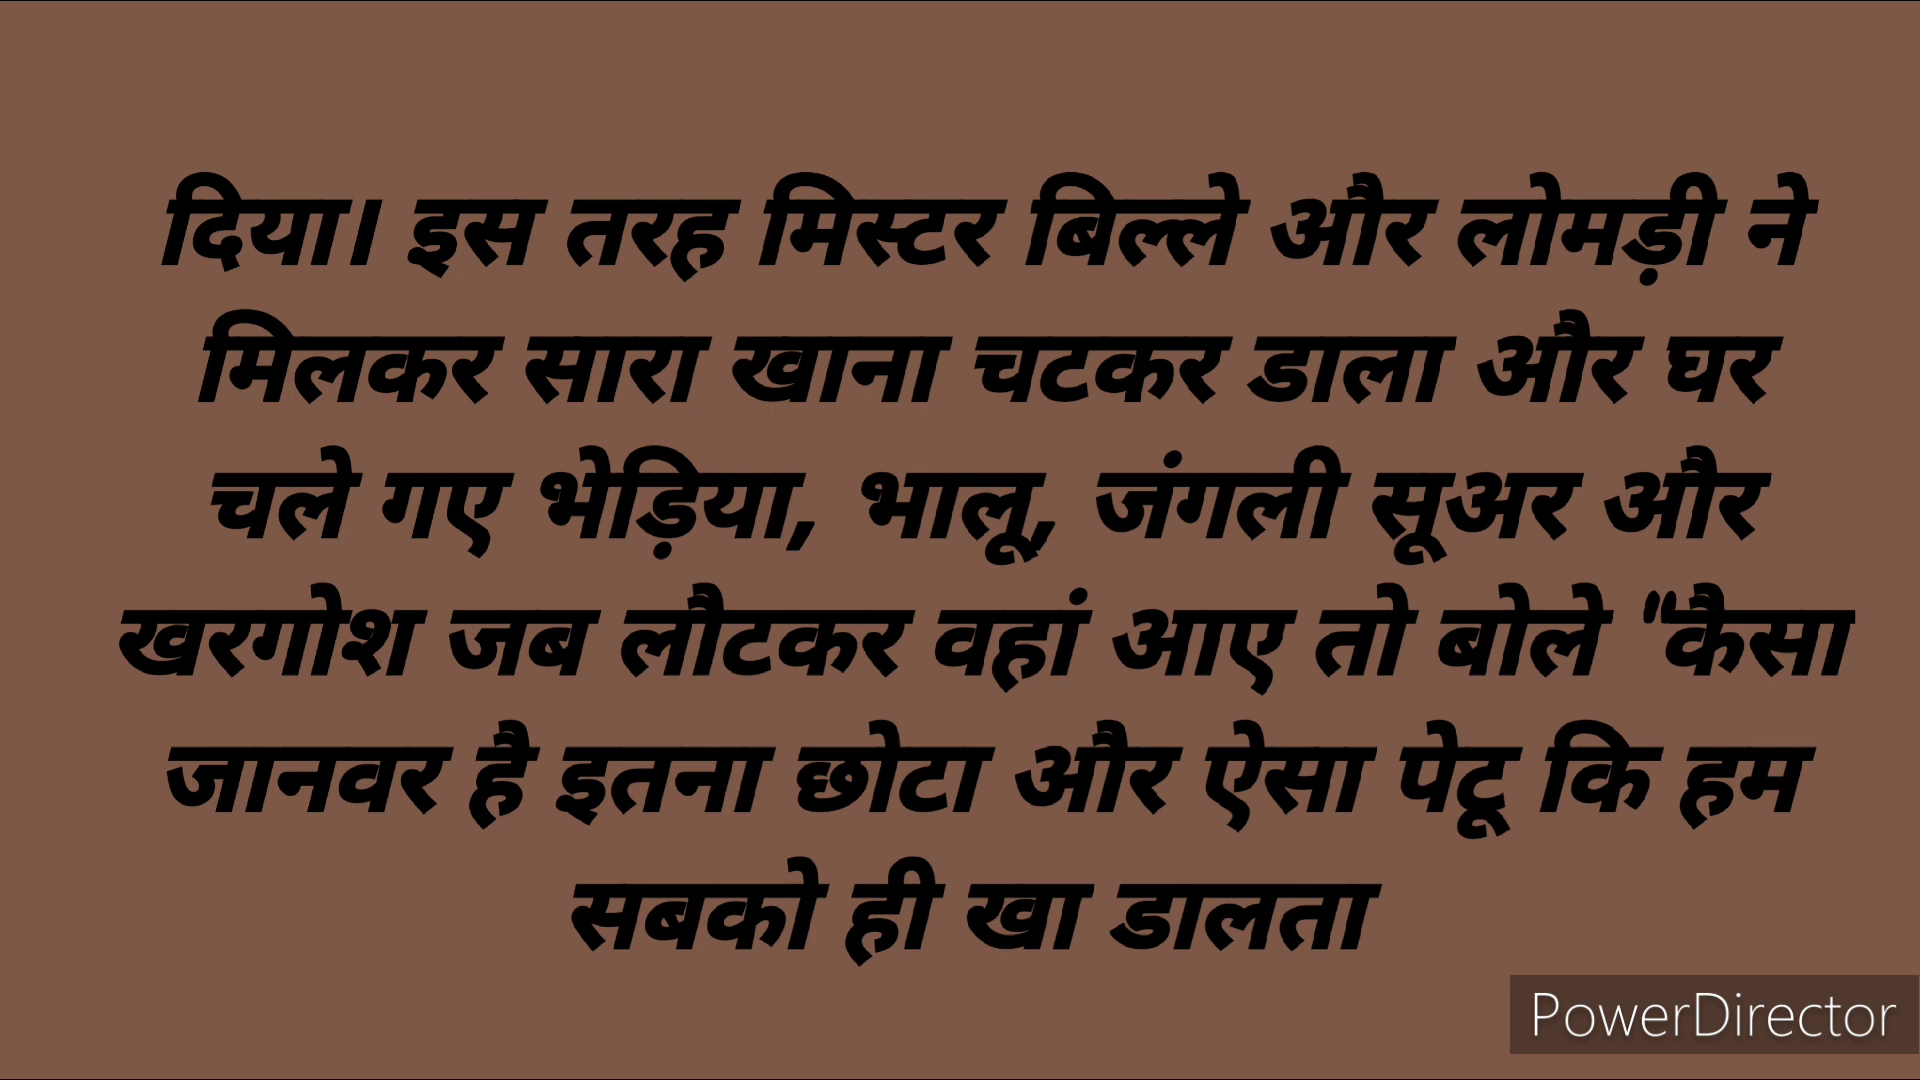 दिया। इस तरह मिस्टर बिल्ले और लोमड़ी ने
मिलकर सारा खाना चटकर डाला और घर
चले गए भेड़िया, भालू, जंगली सूअर और
खरगोश जब लौटकर वहां आए तो बोले "कैसा
जानवर है इतना छोटा और ऐसा पेटू कि हम
सबको ही खा डालता
PowerDirector